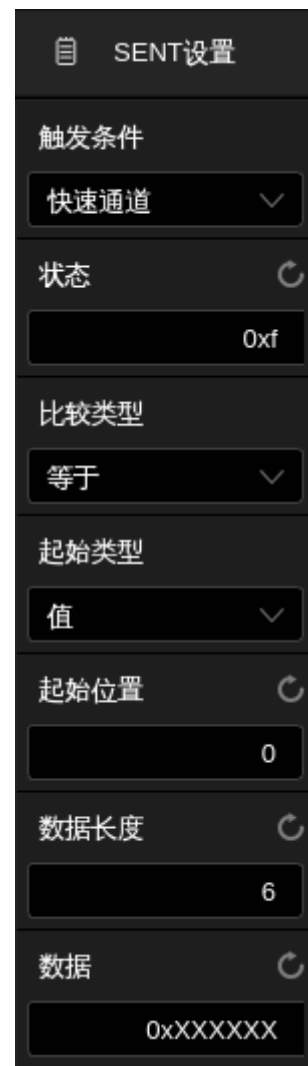 SENT设置
触发条件
快速通道
状态
0xf
比较类型
等于
起始类型
值
起始位置
0
数据长度
6
数据
0xXXXXXX